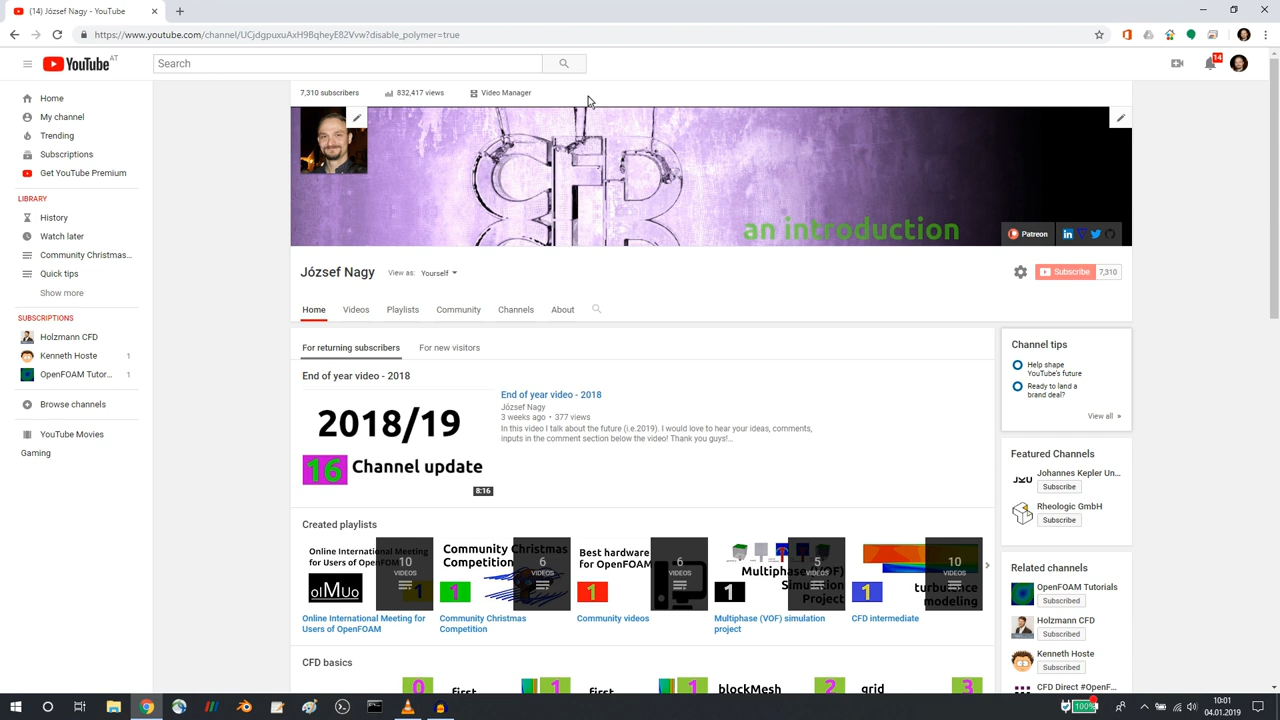 (14) József Nagy - YouTube
https://www.youtube.com/channel/UCjdgpuxuAxH9BqheyE82Vvw?disable_polymer=true
YouTube AT
Search
14
7,310 subscribers
832,417 views
Video Manager
Home
My channel
Trending
Subscriptions
Get YouTube Premium
LIBRARY
History
Watch later
Community Christmas...
Quick tips
Show more
SUBSCRIPTIONS
Holzmann CFD
Kenneth Hoste 1
OpenFOAM Tutor... 1
Browse channels
YouTube Movies
Gaming
CFD
an introduction
Patreon
József Nagy
View as: Yourself
Subscribe 7,310
Home Videos Playlists Community Channels About
For returning subscribers For new visitors
End of year video - 2018
2018/19
16 Channel update
8:16
End of year video - 2018
József Nagy
3 weeks ago • 377 views
In this video I talk about the future (i.e.2019). I would love to hear your ideas, comments,
inputs in the comment section below the video! Thank you guys!...
Created playlists
Online International Meeting
for Users of OpenFOAM
oIMUo
10
VIDEOS
Online International Meeting for
Users of OpenFOAM
Community Christmas
Competition
1
6
VIDEOS
Community Christmas
Competition
Best hardware
for OpenFOAM
1
6
VIDEOS
Community videos
Multiphase (VOF)
Simulation
Project
1
5
VIDEOS
Multiphase (VOF) simulation
project
turbulence
modeling
1
10
VIDEOS
CFD intermediate
CFD basics
0
first
1
first
1
blockMesh
2
grid
3
Channel tips
Help shape
YouTube's future
Ready to land a
brand deal?
View all »
Featured Channels
JKU
Johannes Kepler Un...
Subscribe
Rheologic GmbH
Subscribe
Related channels
OpenFOAM Tutorials
Subscribed
Holzmann CFD
Subscribed
Kenneth Hoste
Subscribed
CFD Direct #OpenF...
100%
10:01
04.01.2019